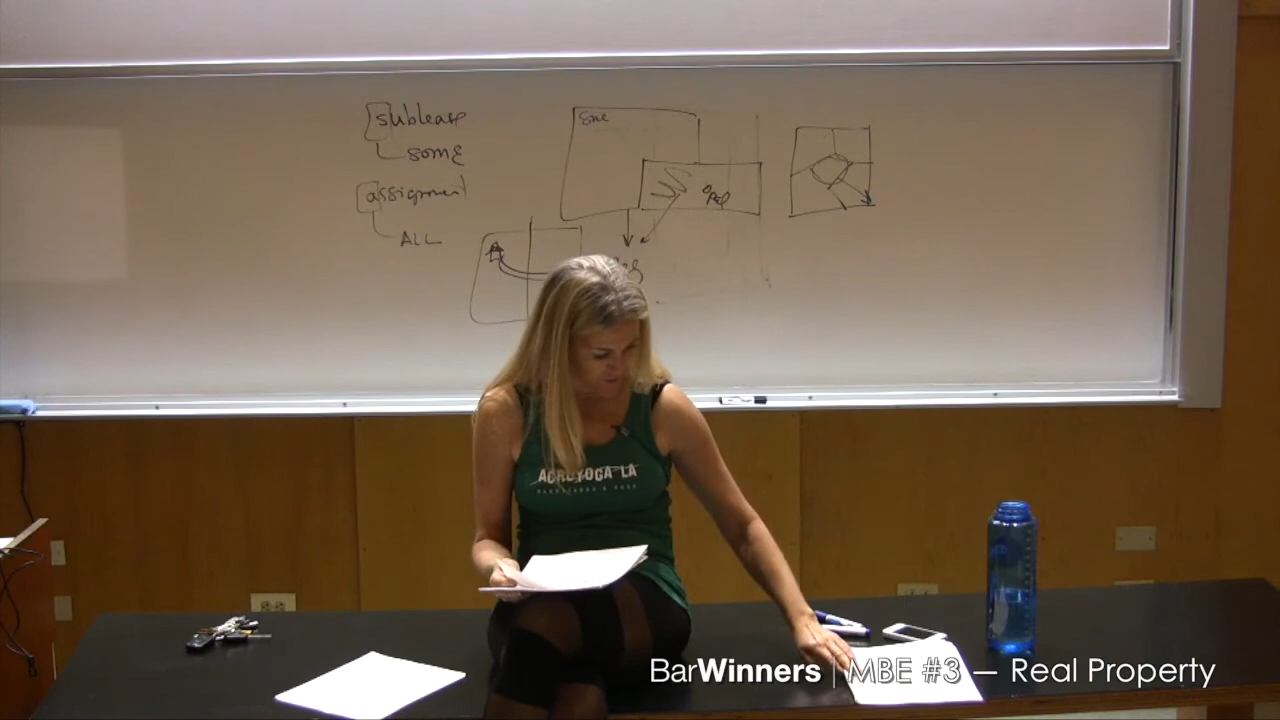 sublease
SOME
assignment
ALL
ACROYOGA LA
BarWinners | MBE #3 — Real Property